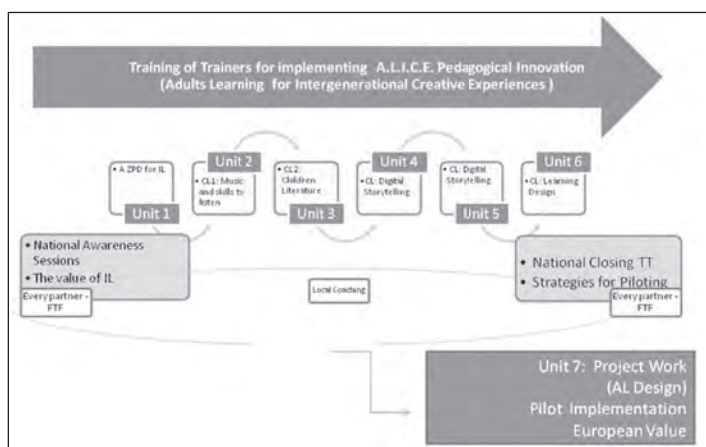 Training of Trainers for implementing A.L.I.C.E. Pedagogical Innovation
(Adults Learning for Intergenerational Creative Experiences )
• A ZPD for IL
Unit 1
Unit 2
• CL1: Music
and skills to
listen
• CL2:
Children
Literature
Unit 3
Unit 4
• CL: Digital
Storytelling
• CL: Digital
Storytelling
Unit 5
Unit 6
• CL: Learning
Design
• National Awareness
Sessions
• The value of IL
Every partner -
FTF
Local Coaching
• National Closing TT
• Strategies for Piloting
Every partner -
FTF
Unit 7: Project Work
(AL Design)
Pilot Implementation
European Value